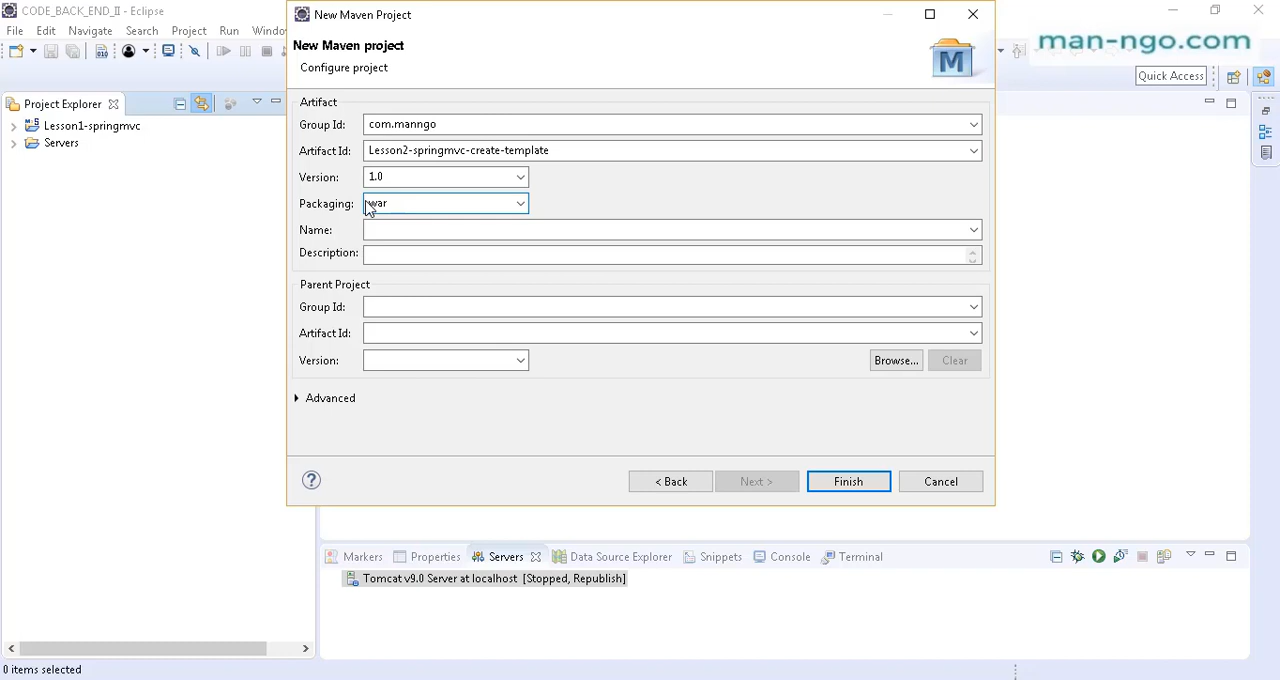 CODE_BACK_END_II - Eclipse
File Edit Navigate Search Project Run Windo
Quick Access
man-ngo.com
Project Explorer
Lesson1-springmvc
Servers
0 items selected
New Maven Project
New Maven project
Configure project
M
Artifact
Group Id: com.manngo
Artifact Id: Lesson2-springmvc-create-template
Version: 1.0
Packaging: war
Name:
Description:
Parent Project
Group Id:
Artifact Id:
Version:
Browse... Clear
Advanced
? < Back Next > Finish Cancel
Markers Properties Servers Data Source Explorer Snippets Console Terminal
Tomcat v9.0 Server at localhost [Stopped, Republish]